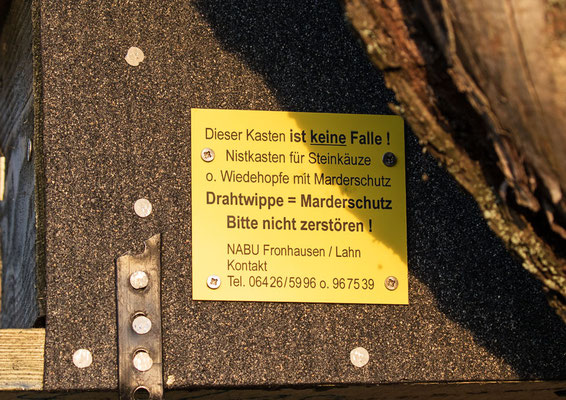 Dieser Kasten ist keine Falle !
Nistkasten für Steinkäuze
o. Wiedehopfe mit Marderschutz
Drahtwippe = Marderschutz
Bitte nicht zerstören !
NABU Fronhausen / Lahn
Kontakt
Tel. 06426/5996 o. 967539